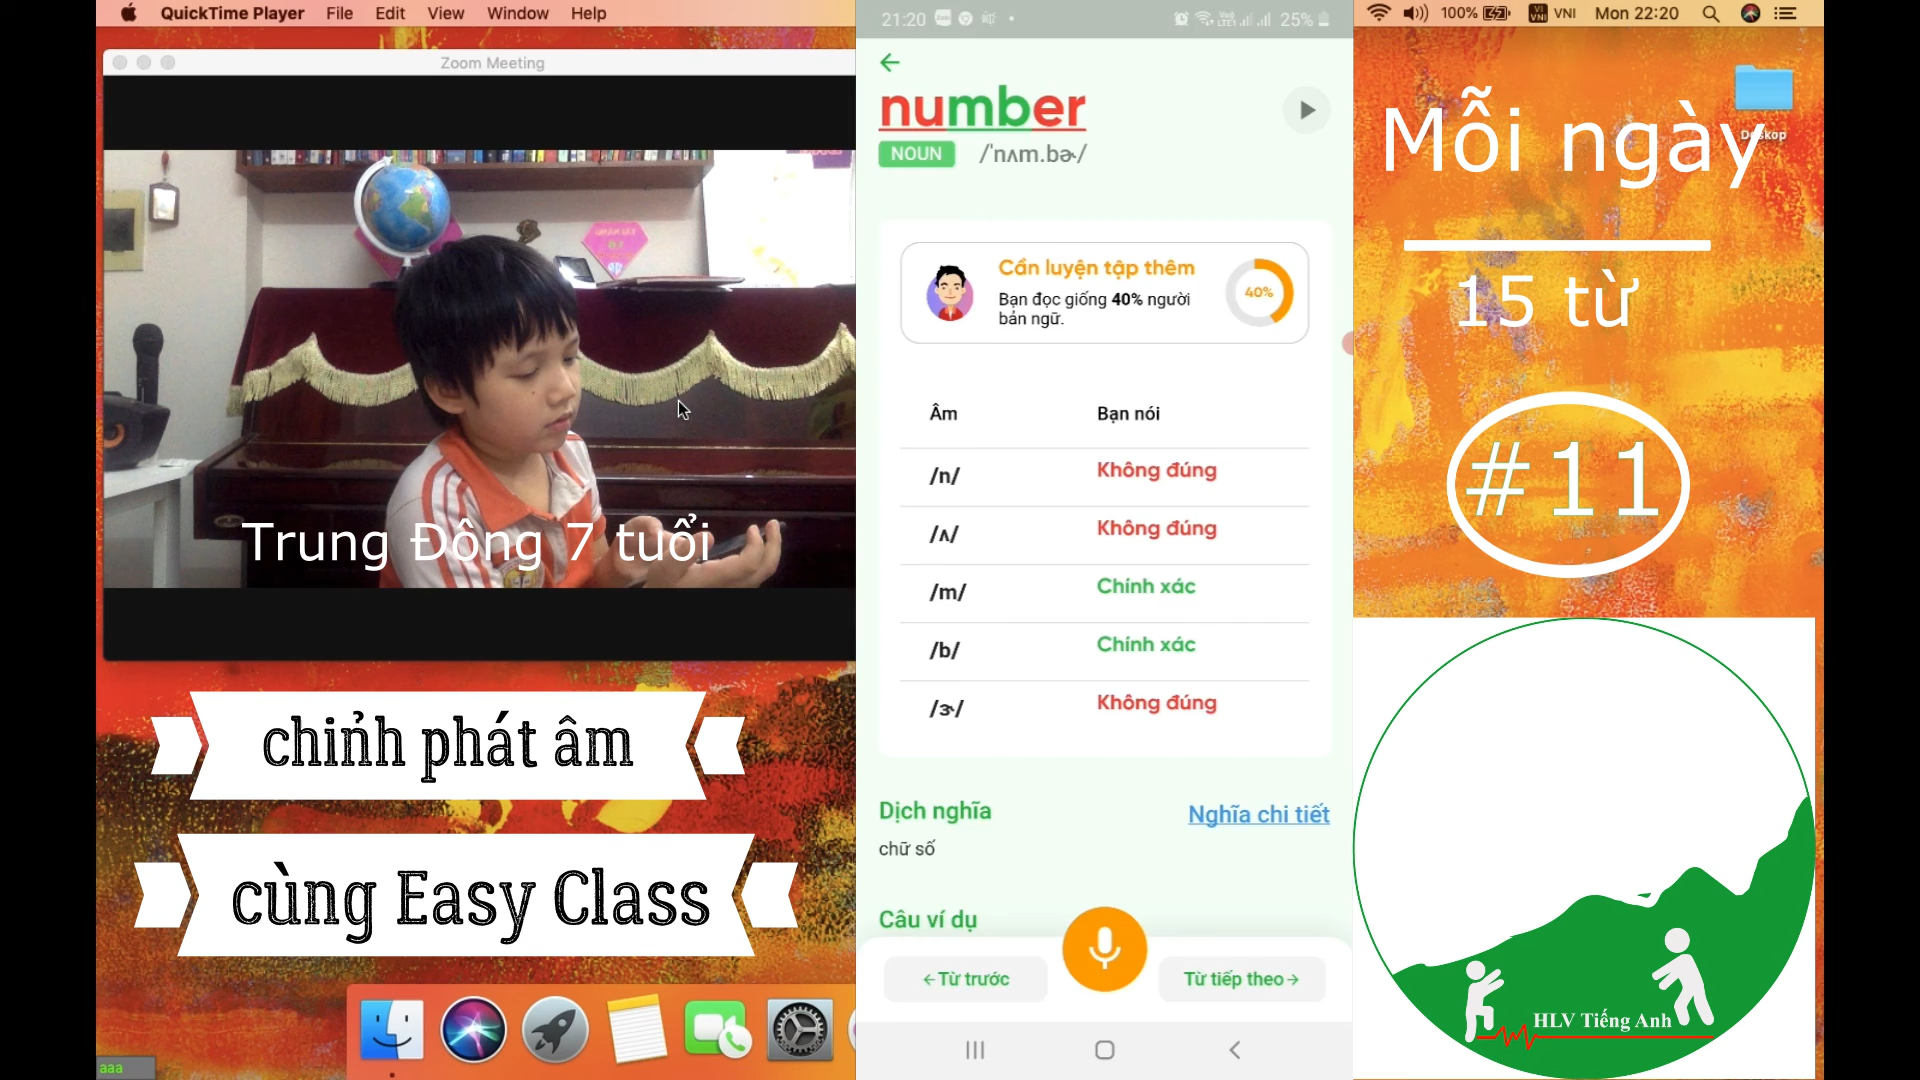 QuickTime Player File Edit View Window Help
Zoom Meeting
Trung Đông 7 tuổi
chỉnh phát âm
cùng Easy Class
aaa
21:20
25%
number
NOUN /ˈnʌm.bɚ/
Cần luyện tập thêm
Bạn đọc giống 40% người
bản ngữ.
40%
Âm Bạn nói
/n/ Không đúng
/ʌ/ Không đúng
/m/ Chính xác
/b/ Chính xác
/ɝ/ Không đúng
Dịch nghĩa Nghĩa chi tiết
chữ số
Câu ví dụ
←Từ trước Từ tiếp theo→
100% VNI Mon 22:20
Mỗi ngày
15 từ
#11
HLV Tiếng Anh